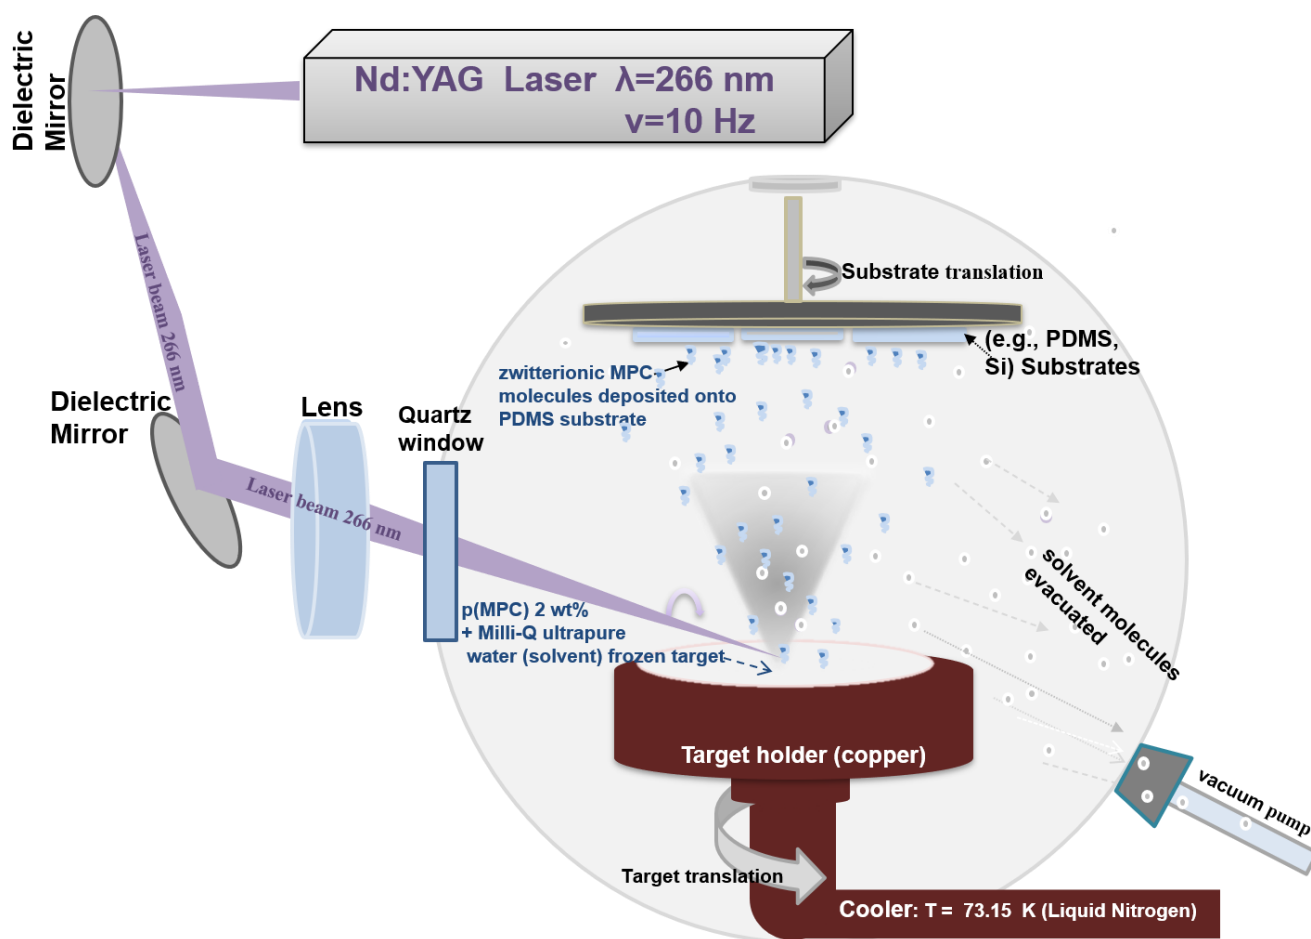 Nd:YAG Laser λ=266 nm
ν=10 Hz
Dielectric
Mirror
Laser beam 266 nm
Substrate translation
(e.g., PDMS,
Si) Substrates
zwitterionic MPC
molecules deposited onto
PDMS substrate
Dielectric
Mirror
Lens
Quartz
window
Laser beam 266 nm
p(MPC) 2 wt%
+ Milli-Q ultrapure
water (solvent) frozen target
solvent molecules
evacuated
Target holder (copper)
vacuum pump
Target translation
Cooler: T = 73.15 K (Liquid Nitrogen)